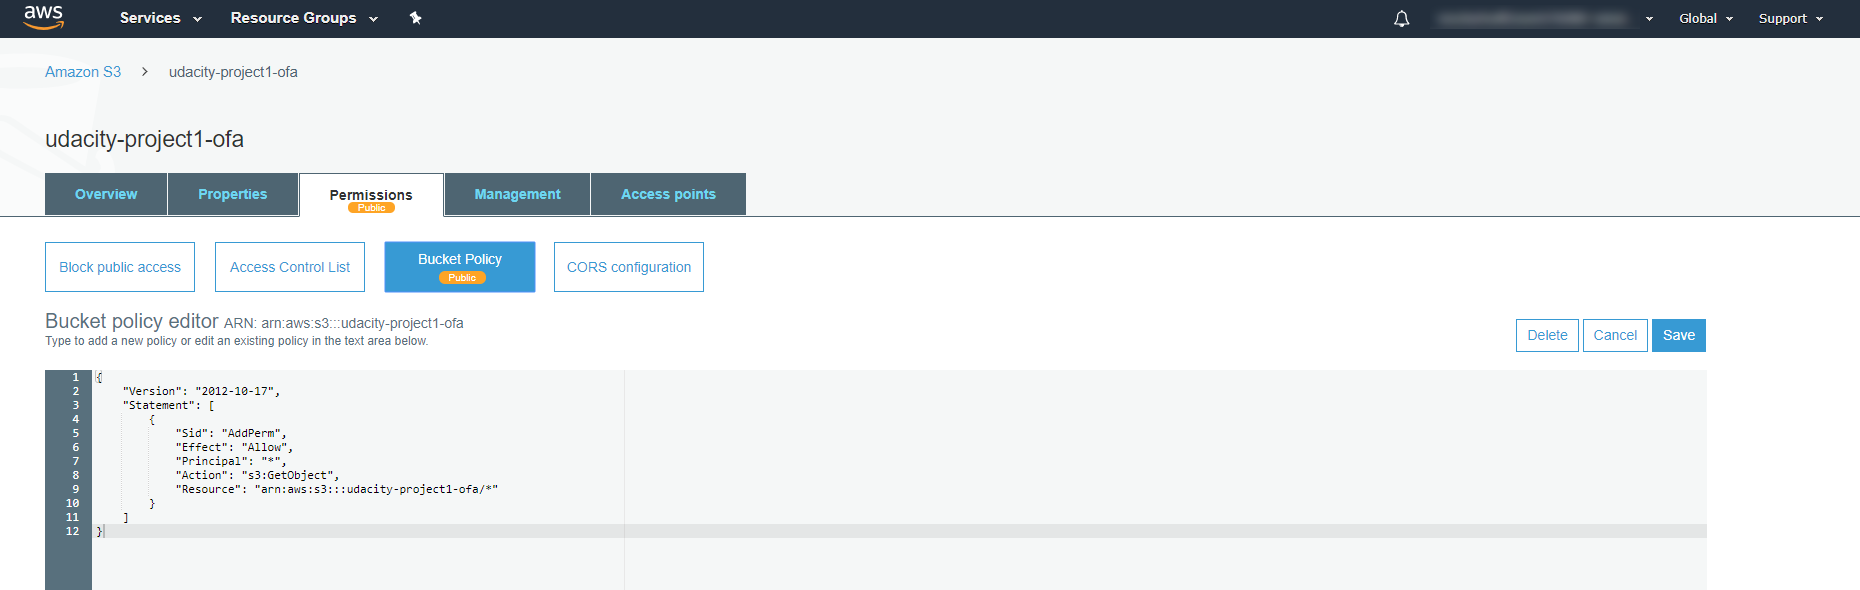 aws Services Resource Groups Global Support
Amazon S3 > udacity-project1-ofa
udacity-project1-ofa
Overview Properties Permissions Management Access points
Public
Block public access Access Control List Bucket Policy CORS configuration
Public
Bucket policy editor ARN: arn:aws:s3:::udacity-project1-ofa
Type to add a new policy or edit an existing policy in the text area below.
Delete Cancel Save
1 {
2 "Version": "2012-10-17",
3 "Statement": [
4 {
5 "Sid": "AddPerm",
6 "Effect": "Allow",
7 "Principal": "*",
8 "Action": "s3:GetObject",
9 "Resource": "arn:aws:s3:::udacity-project1-ofa/*"
10 }
11 ]
12 }